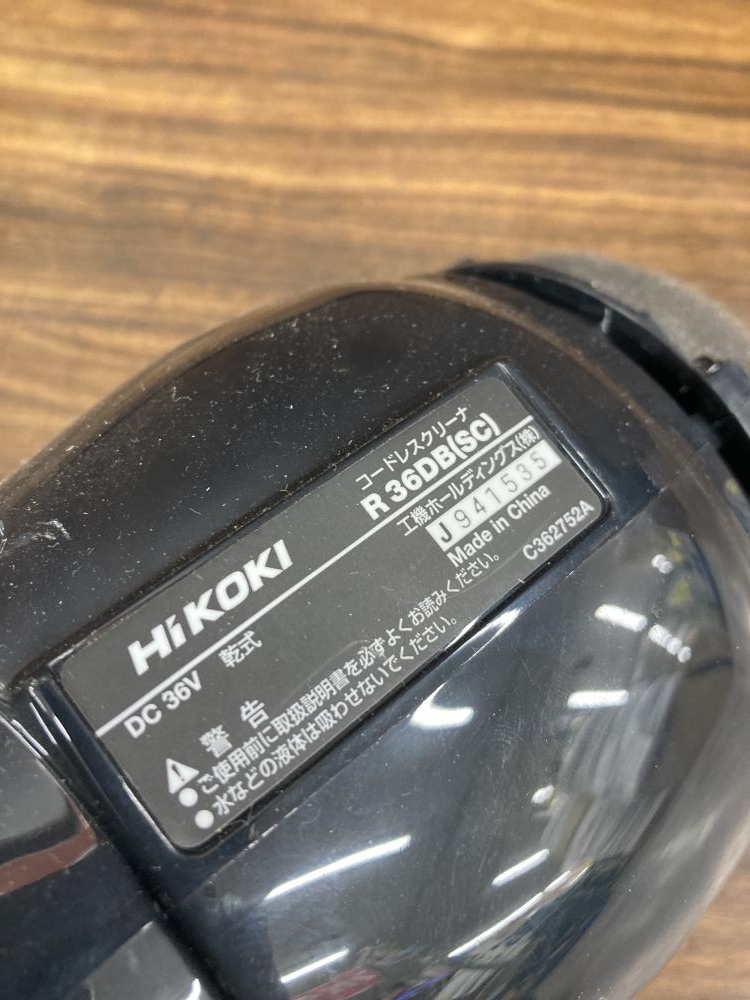 コードレスクリーナ
HiKOKI R 36DB(SC)
DC 36V 乾式 工機ホールディングス(株)
J941535
Made in China
警告
●ご使用前に取扱説明書を必ずよくお読みください。
●水などの液体は吸わせないでください。
C362752A